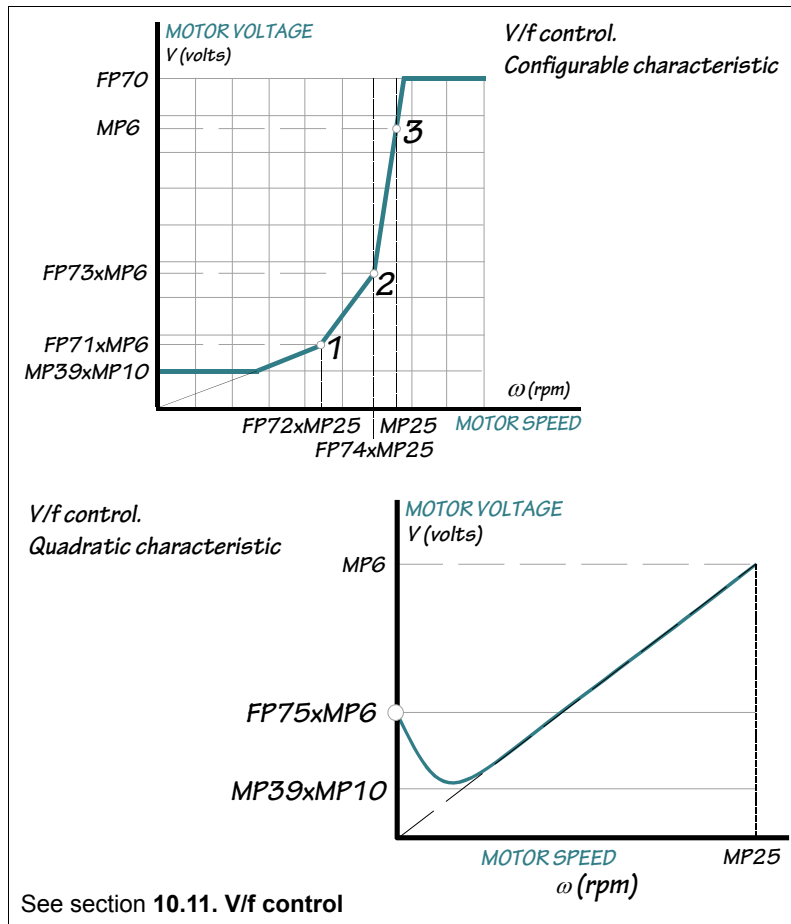 MOTOR VOLTAGE
V (volts)
V/f control.
Configurable characteristic
FP70
MP6
3
FP73xMP6
2
FP71xMP6
1
MP39xMP10
ω (rpm)
FP72xMP25 MP25 MOTOR SPEED
FP74xMP25
V/f control.
Quadratic characteristic
MOTOR VOLTAGE
V (volts)
MP6
FP75xMP6
MP39xMP10
MOTOR SPEED MP25
ω (rpm)
See section 10.11. V/f control